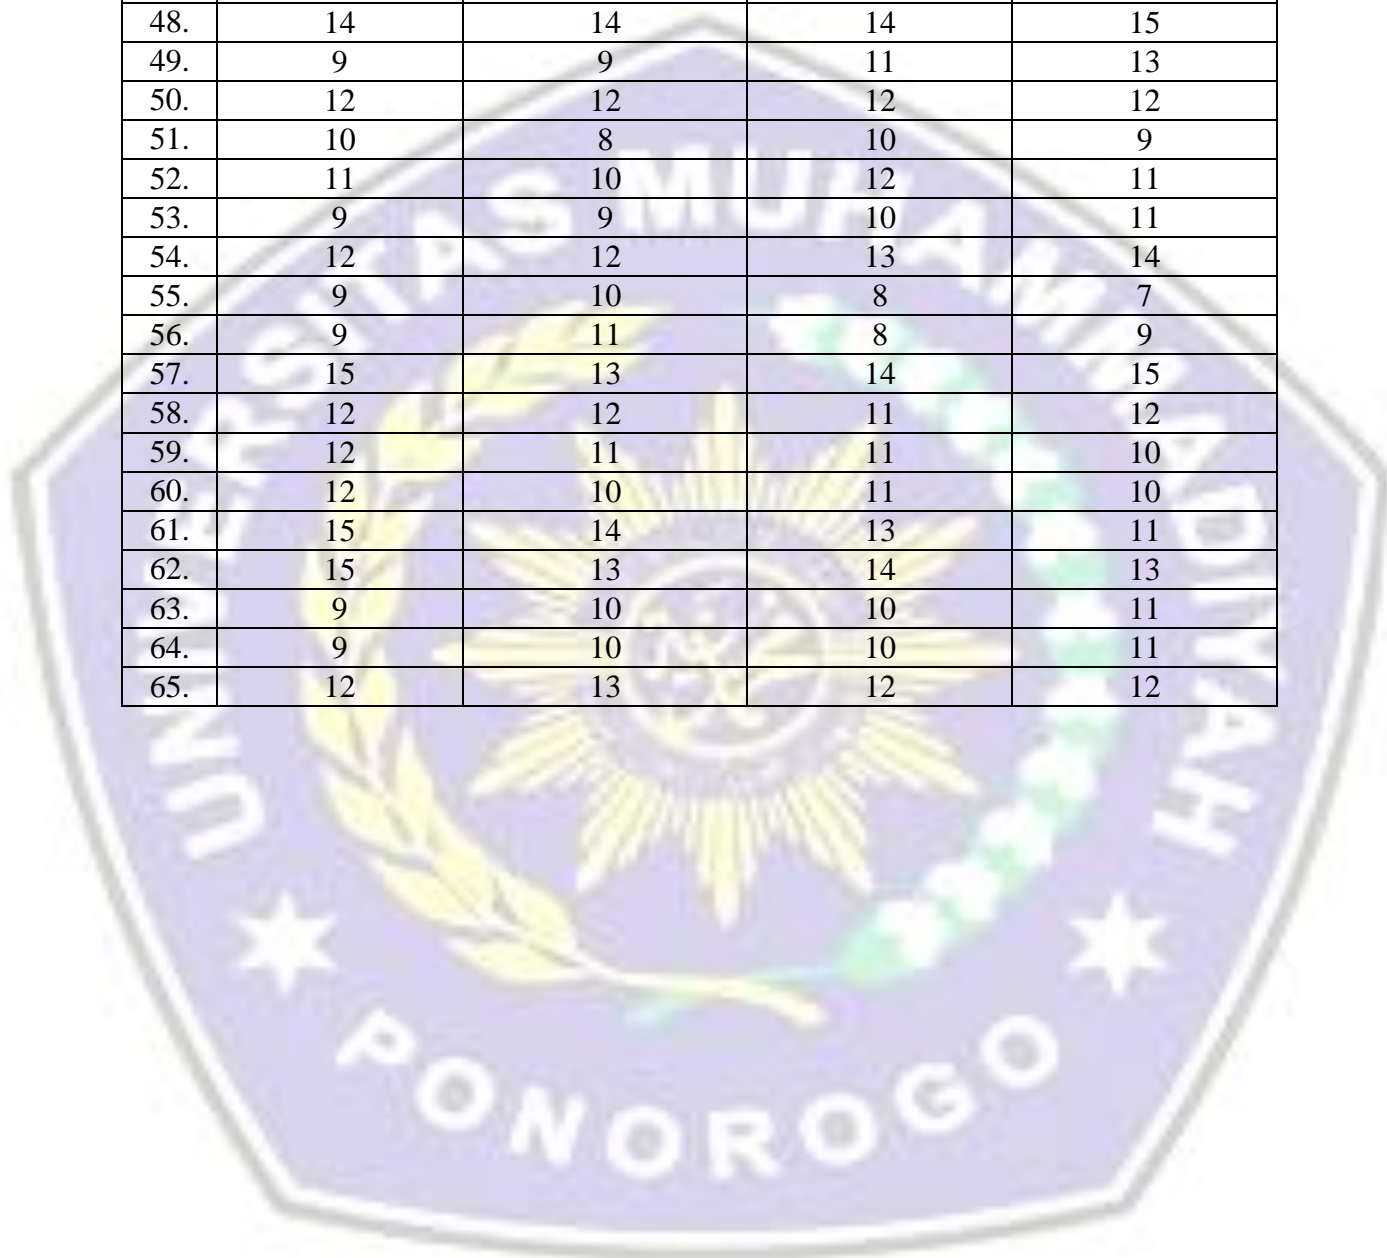 48. 14 14 14 15
49. 9 9 11 13
50. 12 12 12 12
51. 10 8 10 9
52. 11 10 12 11
53. 9 9 10 11
54. 12 12 13 14
55. 9 10 8 7
56. 9 11 8 9
57. 15 13 14 15
58. 12 12 11 12
59. 12 11 11 10
60. 12 10 11 10
61. 15 14 13 11
62. 15 13 14 13
63. 9 10 10 11
64. 9 10 10 11
65. 12 13 12 12
UNIVERSITAS MUHAMMADIYAH
PONOROGO